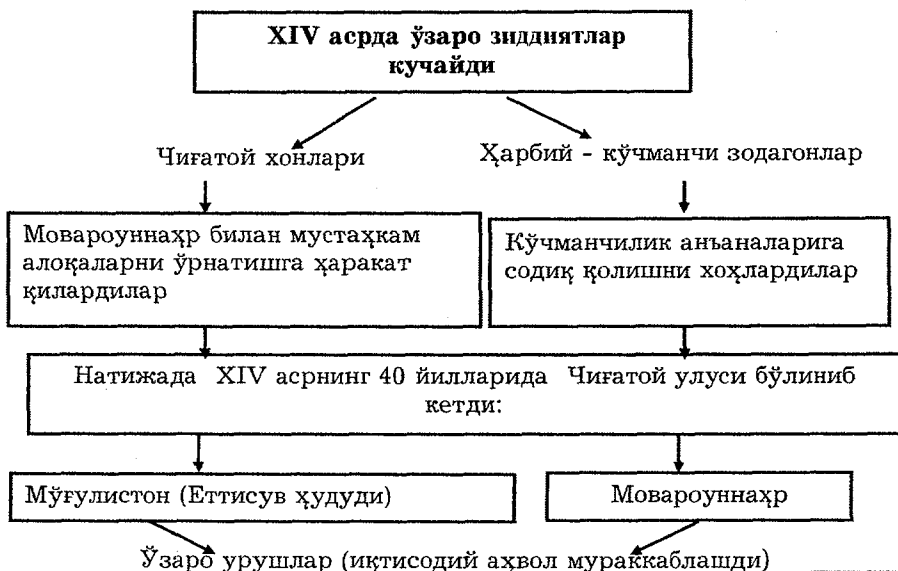 XIV асрда ўзаро зиддиятлар
кучайди
Чиғатой хонлари
Ҳарбий - кўчманчи зодагонлар
Мовароуннаҳр билан мустаҳкам
алоқаларни ўрнатишга ҳаракат
қилардилар
Кўчманчилик анъаналарига
содиқ қолишни хоҳлардилар
Натижада XIV асрнинг 40 йилларида Чиғатой улуси бўлиниб
кетди:
Мўғулистон (Еттисув ҳудуди)
Мовароуннаҳр
Ўзаро урушлар (иқтисодий аҳвол мураккаблашди)